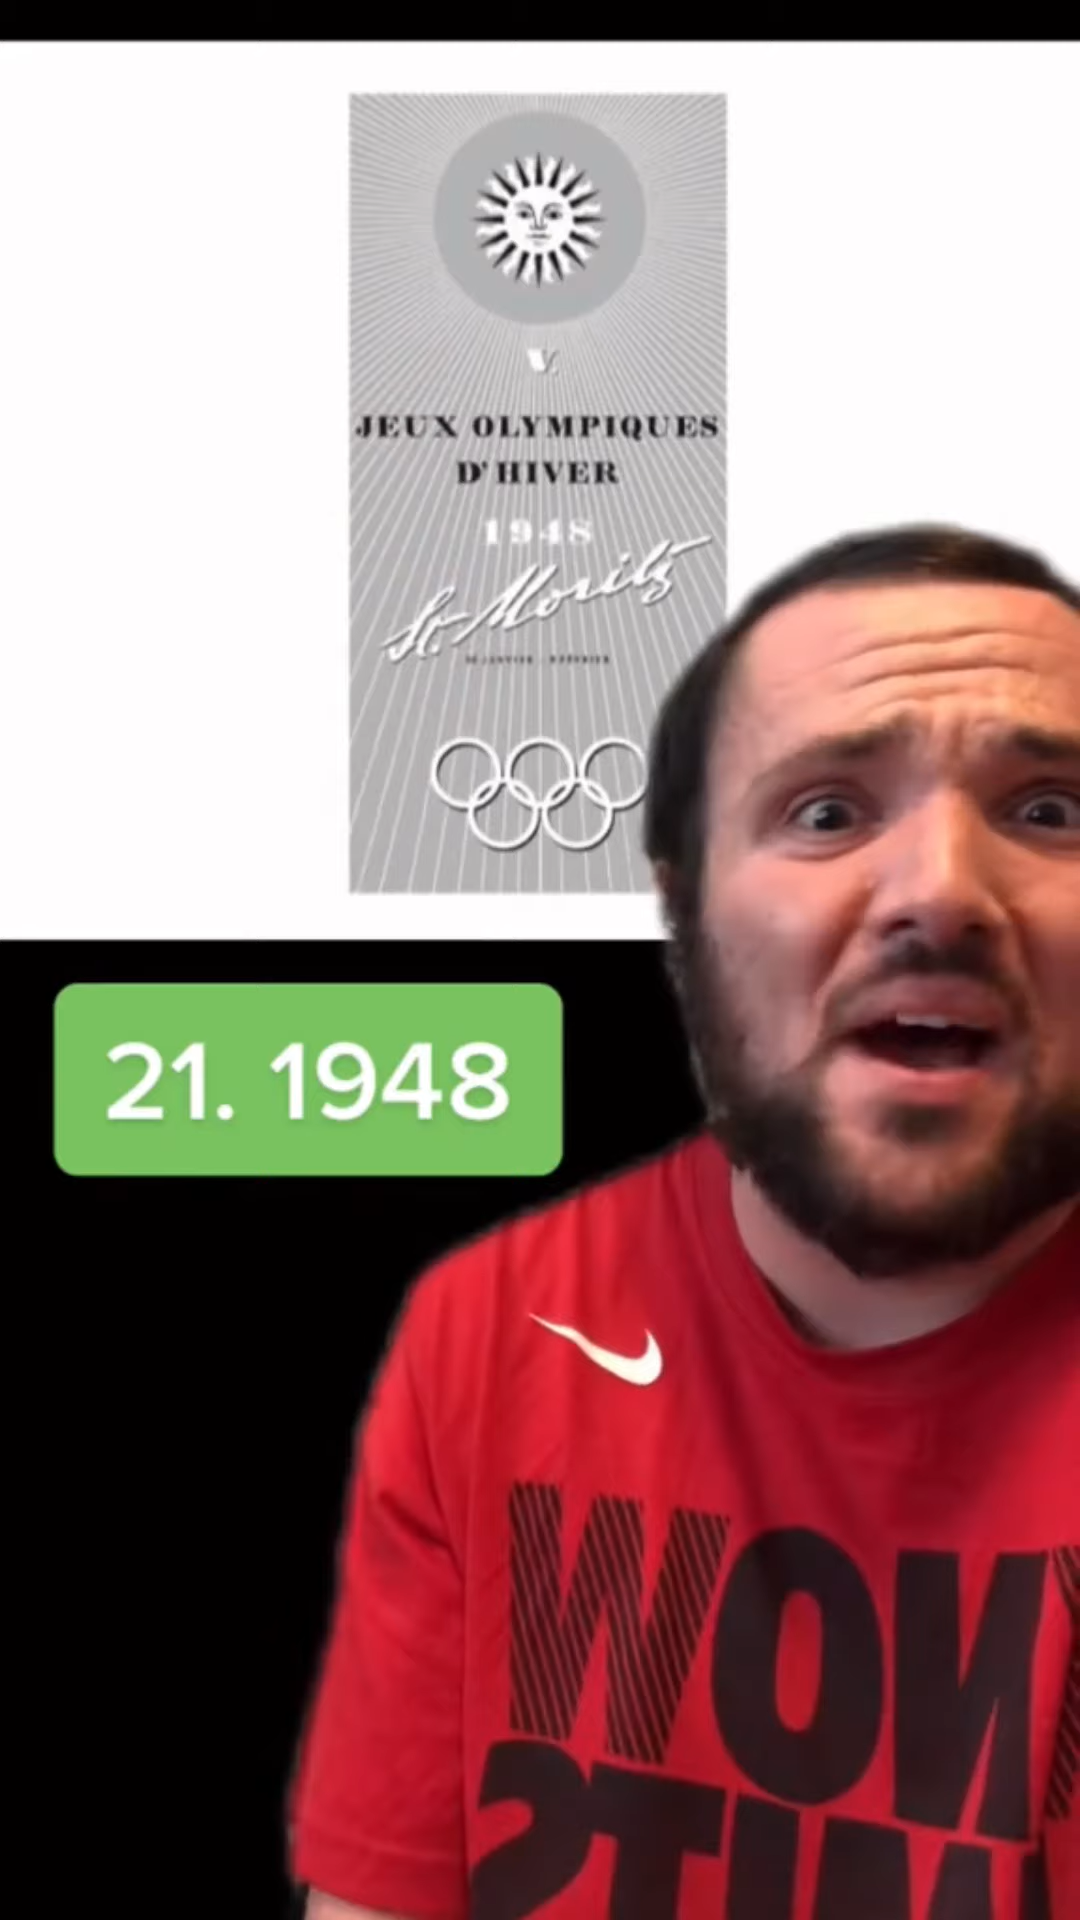 V.
JEUX OLYMPIQUES
D'HIVER
1948
St. Moritz
21. 1948